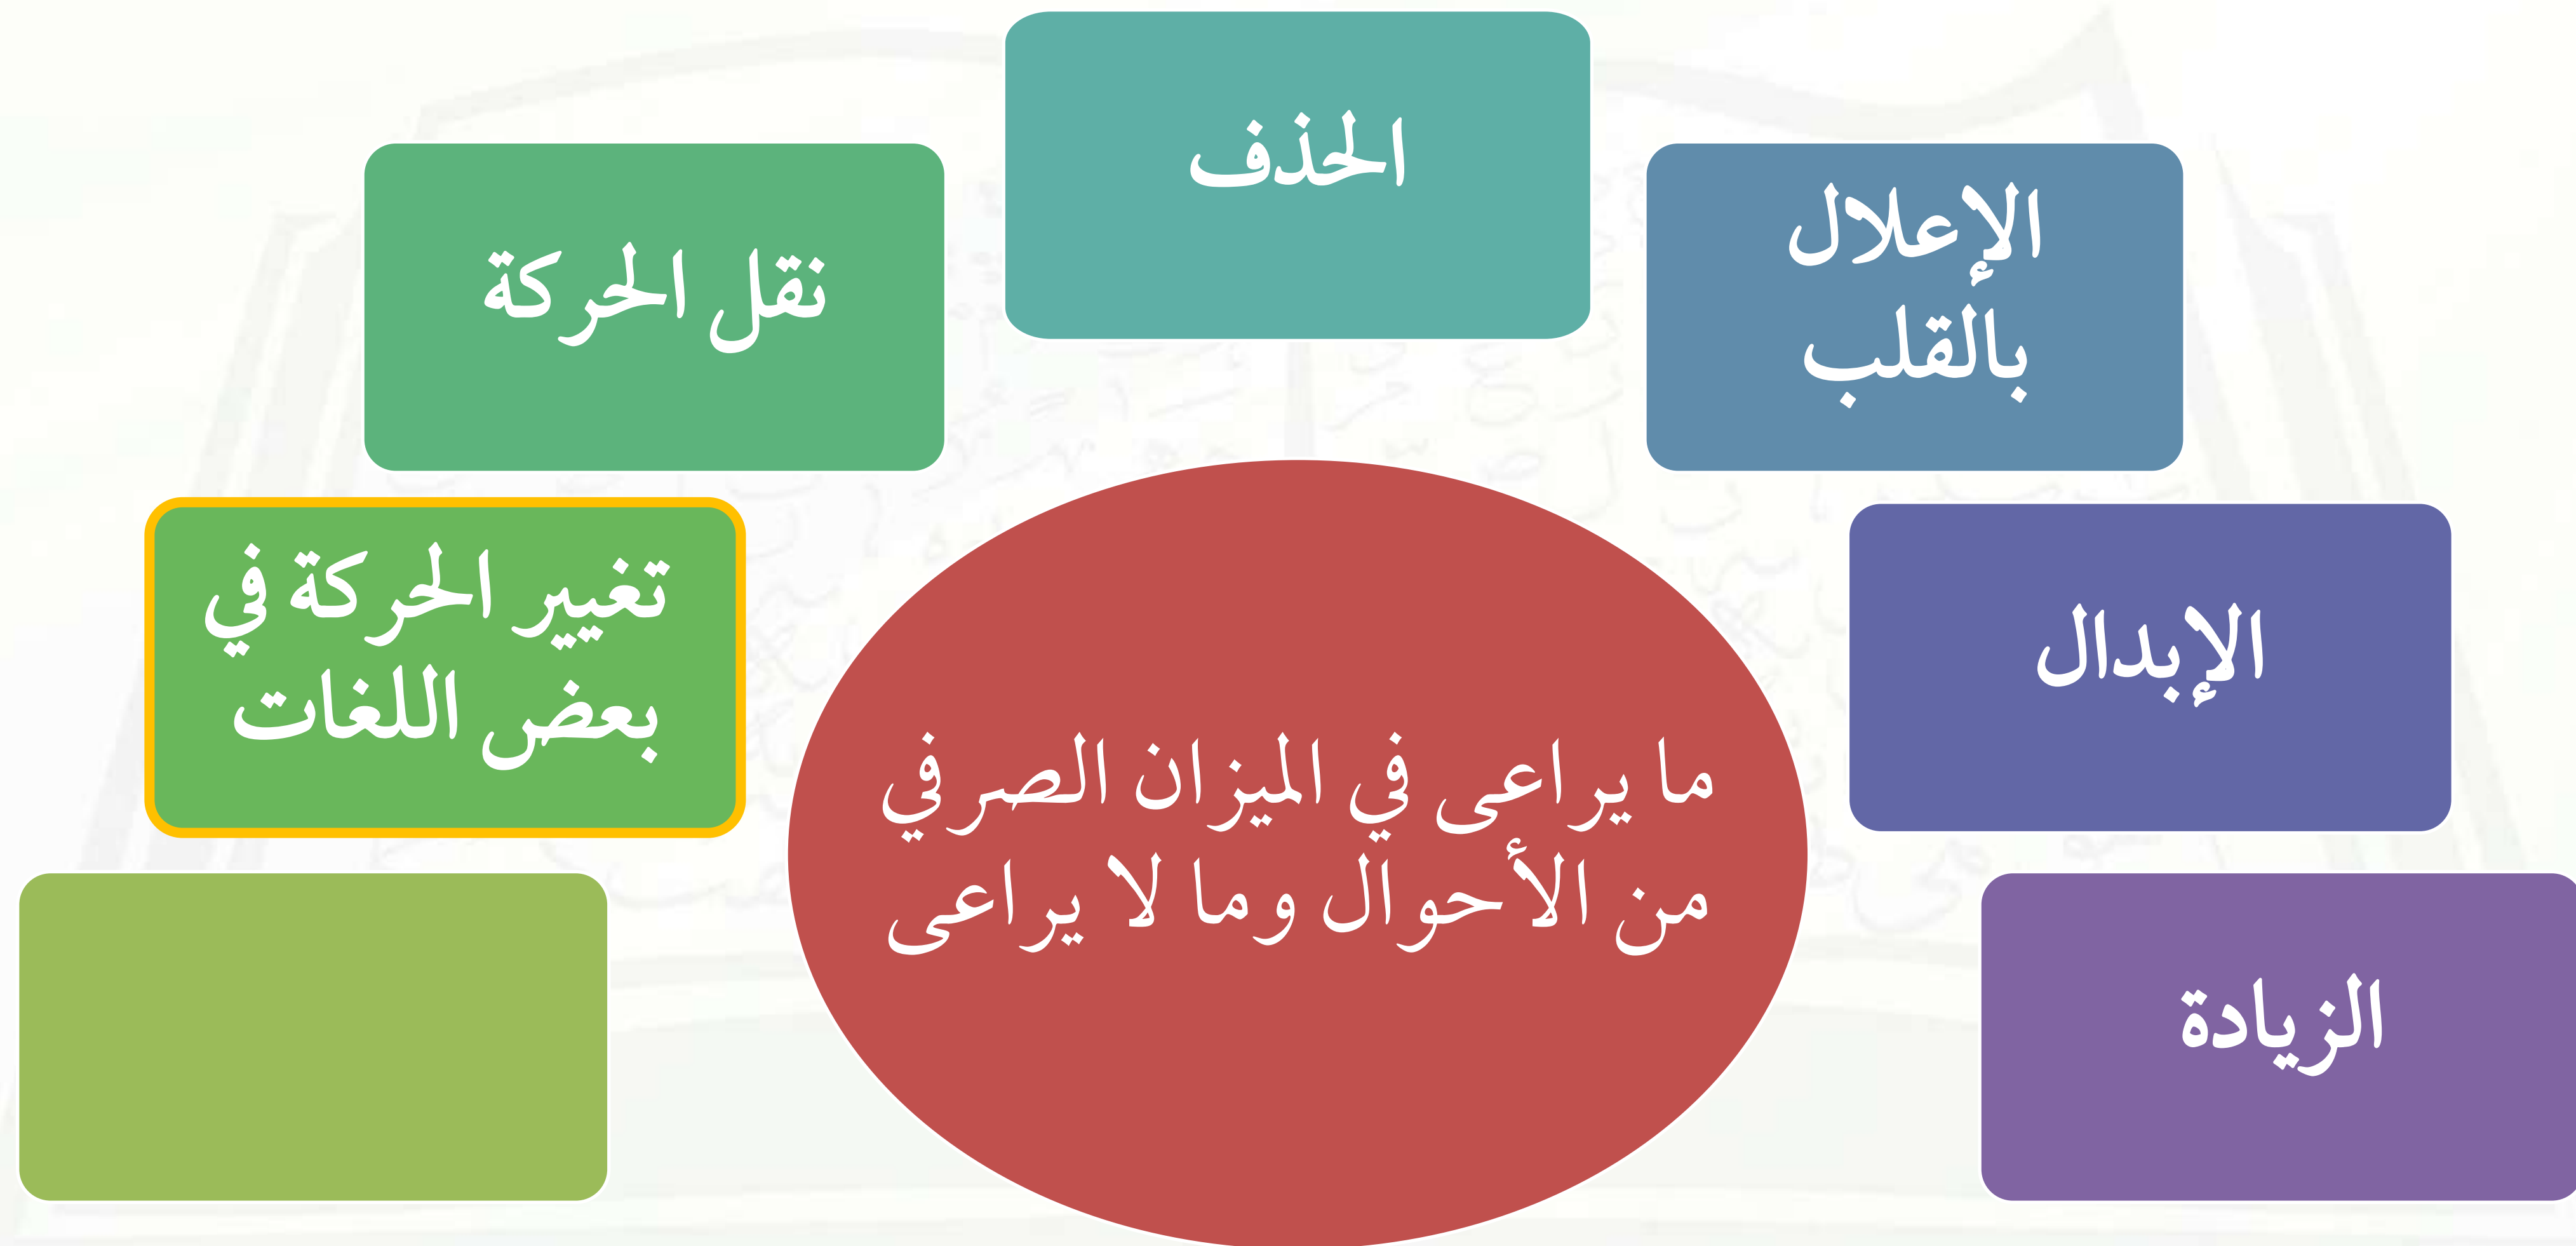 الحذف
الإعلال
بالقلب
نقل الحركة
الإبدال
تغيير الحركة في
بعض اللغات
ما يراعى في الميزان الصرفي
من الأحوال وما لا يراعى
الزيادة